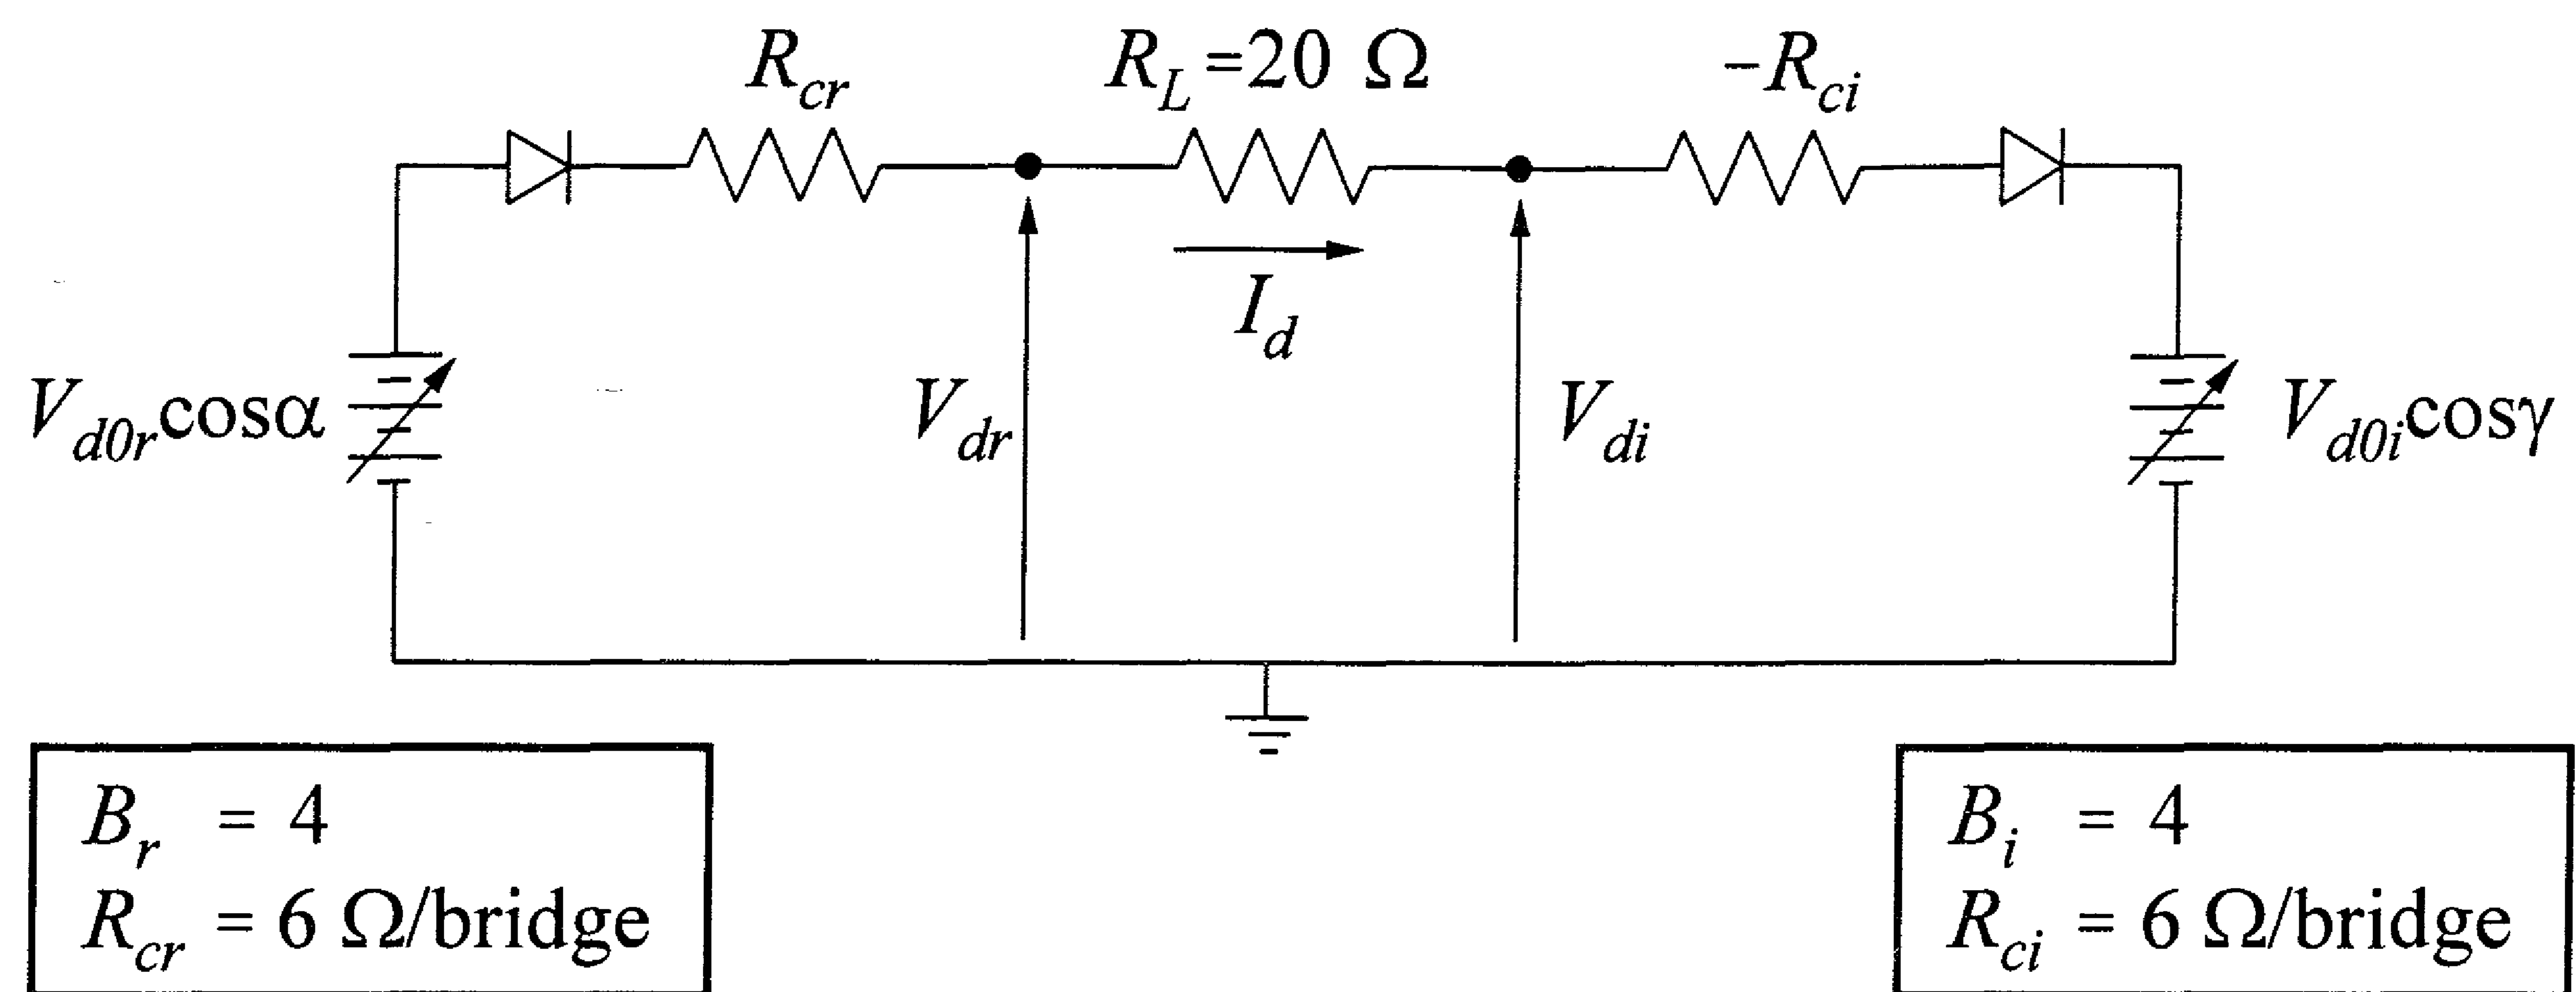 R_cr
R_L =20 Ω
–R_ci
I_d
V_d0r cosα
V_dr
V_di
V_d0i cosγ
B_r = 4
R_cr = 6 Ω/bridge
B_i = 4
R_ci = 6 Ω/bridge